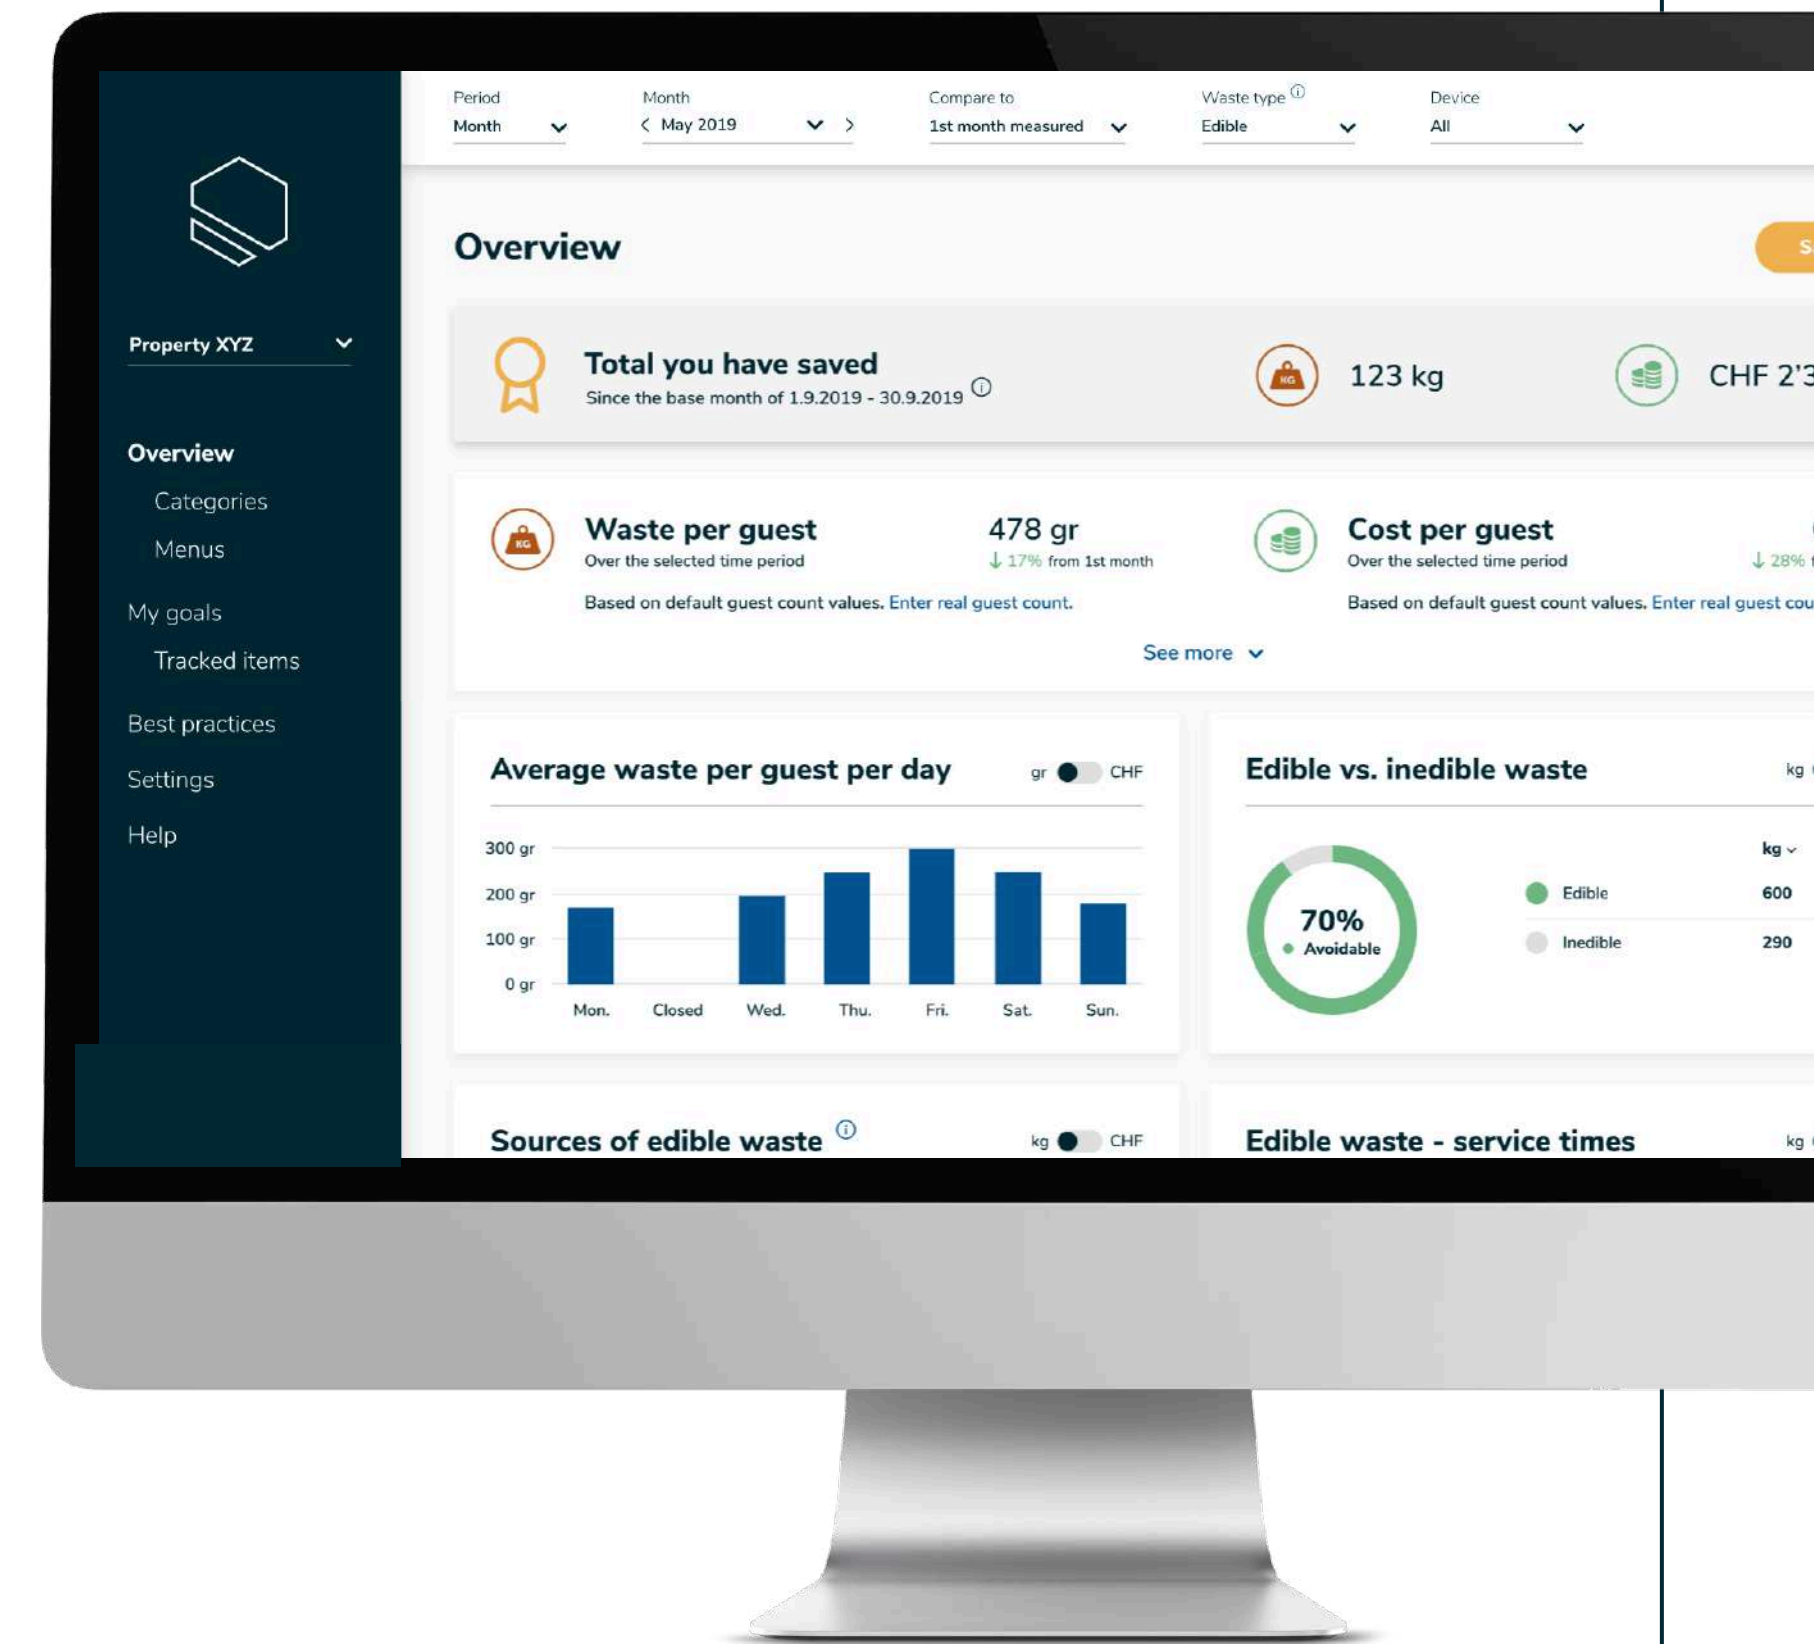 Period
Month
Month
< May 2019 >
Compare to
1st month measured
Waste type
Edible
Device
All
Property XYZ
Overview
Categories
Menus
My goals
Tracked items
Best practices
Settings
Help
Overview
Total you have saved
Since the base month of 1.9.2019 - 30.9.2019
KG
123 kg
CHF 2'3
KG
Waste per guest
Over the selected time period
478 gr
↓ 17% from 1st month
Based on default guest count values. Enter real guest count.
Cost per guest
Over the selected time period
↓ 28%
Based on default guest count values. Enter real guest cou
See more
Average waste per guest per day
gr CHF
300 gr
200 gr
100 gr
0 gr
Mon. Closed Wed. Thu. Fri. Sat. Sun.
Edible vs. inedible waste
kg
70%
Avoidable
kg
Edible 600
Inedible 290
Sources of edible waste
kg CHF
Edible waste - service times
kg